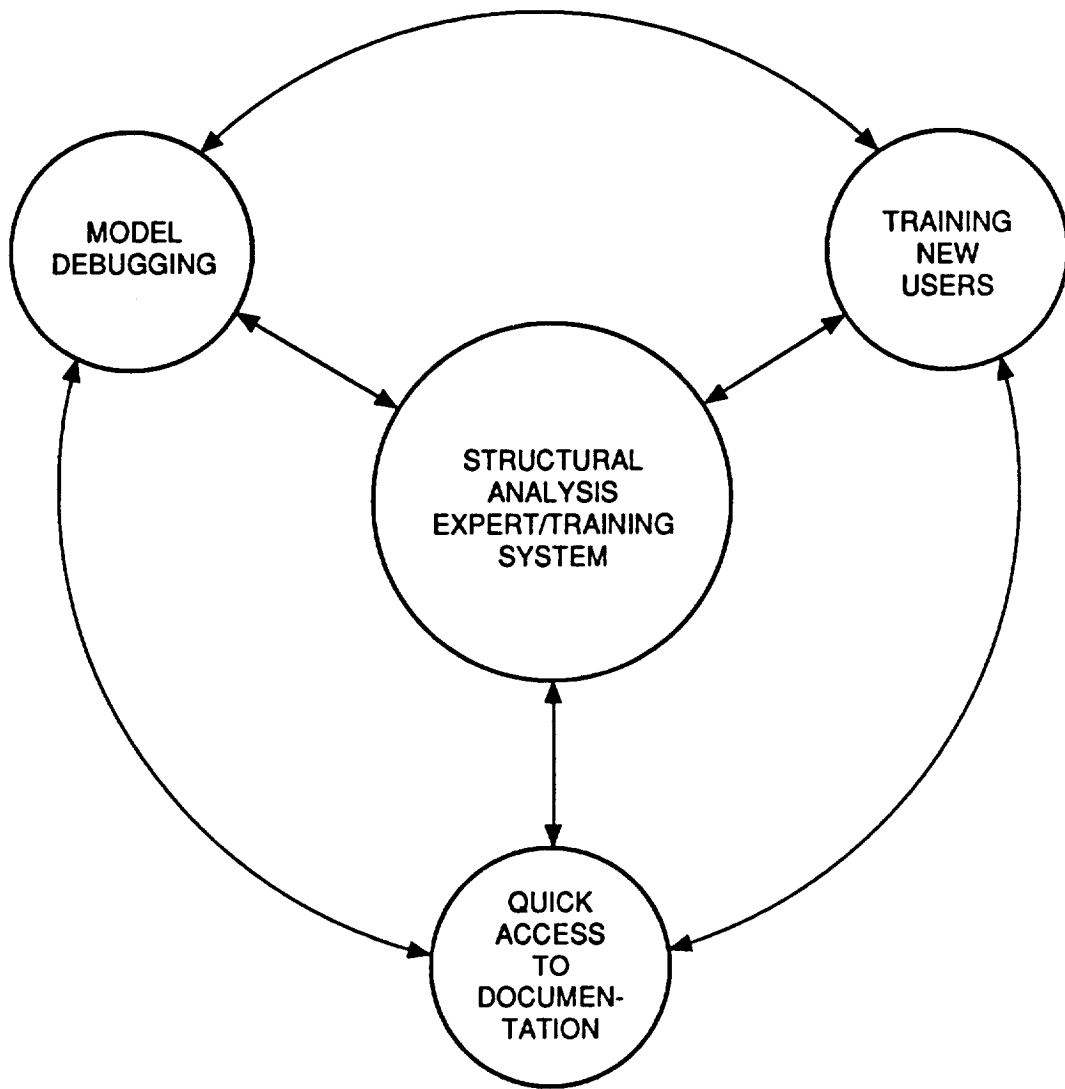 MODEL
DEBUGGING
TRAINING
NEW
USERS
STRUCTURAL
ANALYSIS
EXPERT/TRAINING
SYSTEM
QUICK
ACCESS
TO
DOCUMEN-
TATION